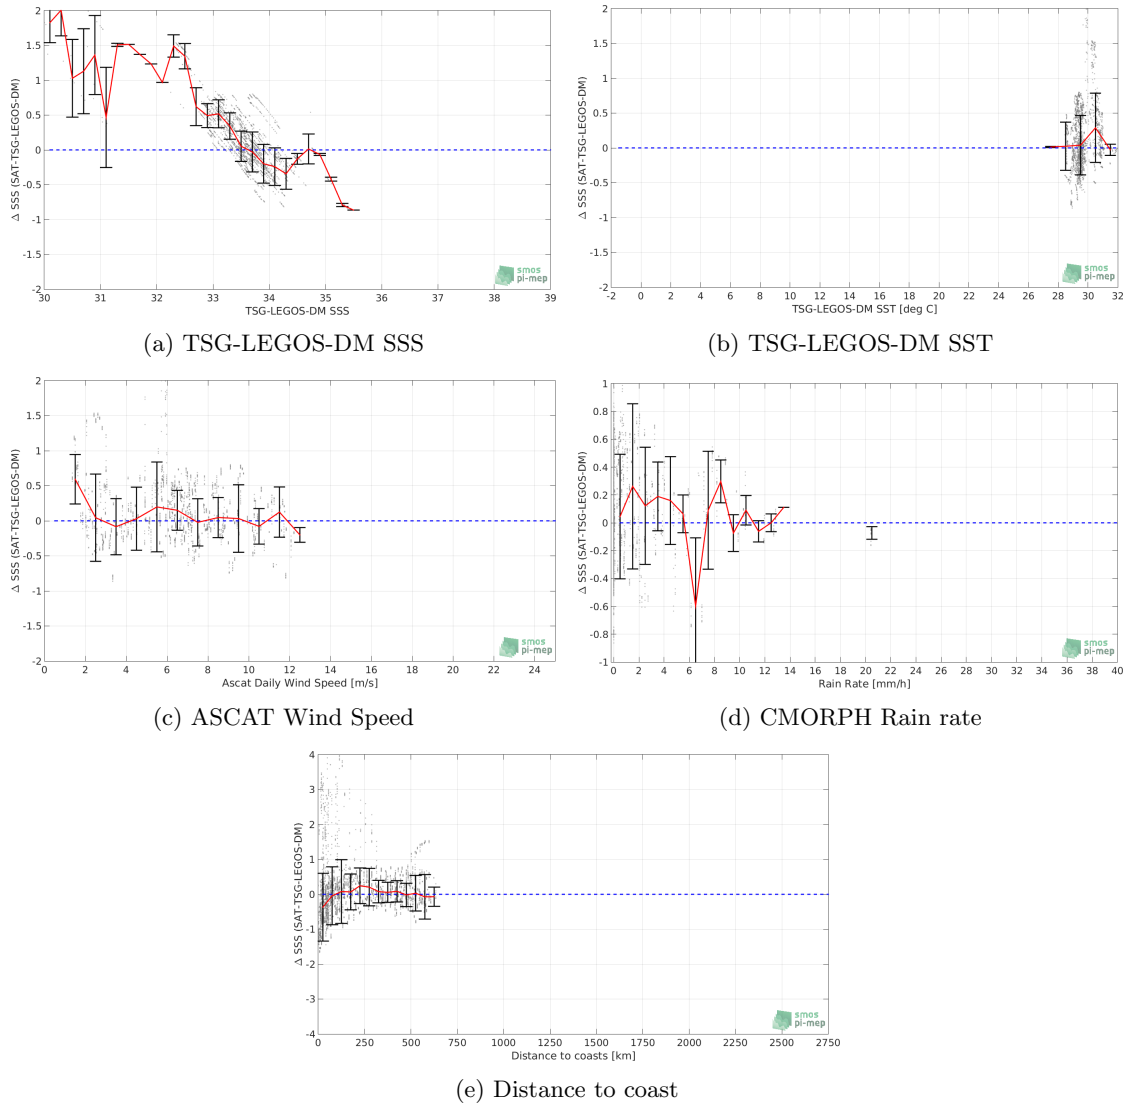 2
1.5
1
0.5
0
-0.5
-1
-1.5
-2
Δ SSS (SAT-TSG-LEGOS-DM)
30 31 32 33 34 35 36 37 38 39
TSG-LEGOS-DM SSS
smos
pi-mep
(a) TSG-LEGOS-DM SSS
2
1.5
1
0.5
0
-0.5
-1
-1.5
-2
Δ SSS (SAT-TSG-LEGOS-DM)
-2 0 2 4 6 8 10 12 14 16 18 20 22 24 26 28 30 32
TSG-LEGOS-DM SST [deg C]
smos
pi-mep
(b) TSG-LEGOS-DM SST
2
1.5
1
0.5
0
-0.5
-1
-1.5
-2
Δ SSS (SAT-TSG-LEGOS-DM)
2 4 6 8 10 12 14 16 18 20 22 24
Ascat Daily Wind Speed [m/s]
smos
pi-mep
(c) ASCAT Wind Speed
1
0.8
0.6
0.4
0.2
0
-0.2
-0.4
-0.6
-0.8
-1
Δ SSS (SAT-TSG-LEGOS-DM)
0 2 4 6 8 10 12 14 16 18 20 22 24 26 28 30 32 34 36 38 40
Rain Rate [mm/h]
smos
pi-mep
(d) CMORPH Rain rate
4
3
2
1
0
-1
-2
-3
-4
Δ SSS (SAT-TSG-LEGOS-DM)
0 250 500 750 1000 1250 1500 1750 2000 2250 2500 2750
Distance to coasts [km]
smos
pi-mep
(e) Distance to coast